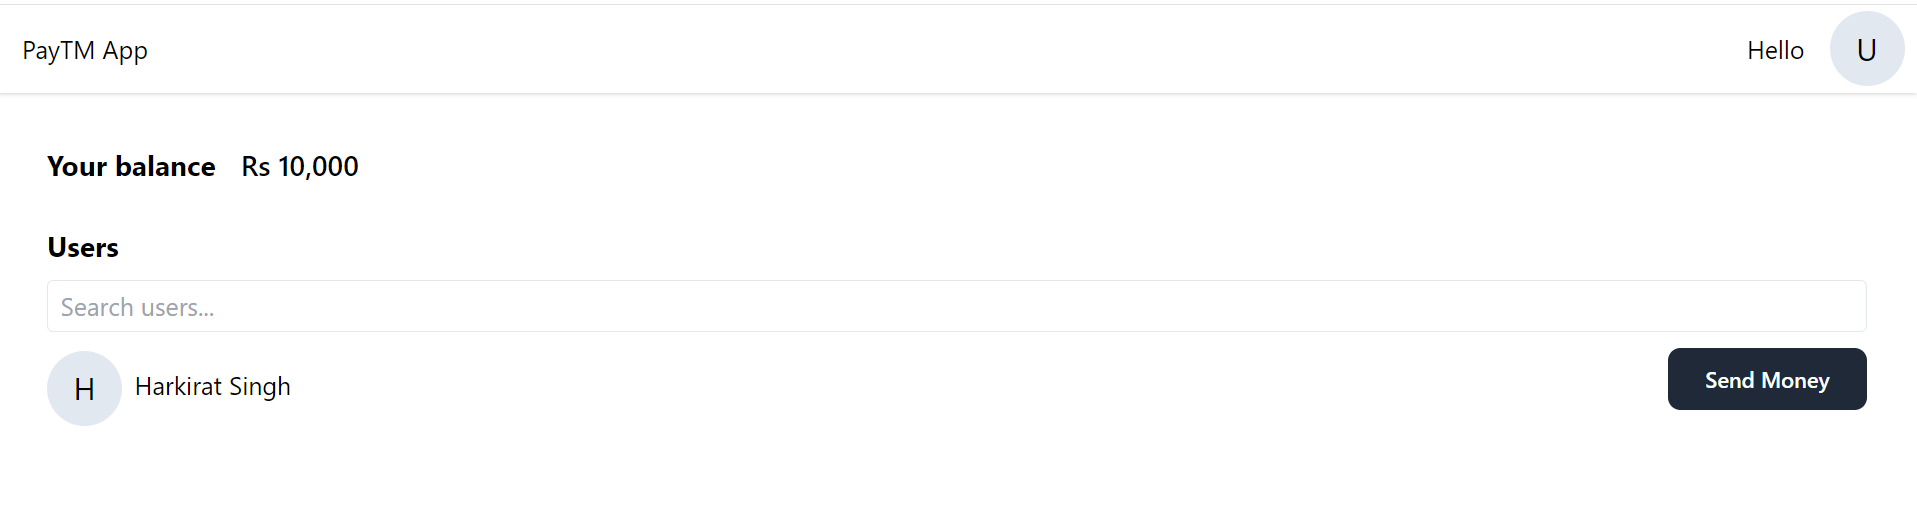 PayTM App
Hello U
Your balance Rs 10,000
Users
Search users...
H Harkirat Singh Send Money